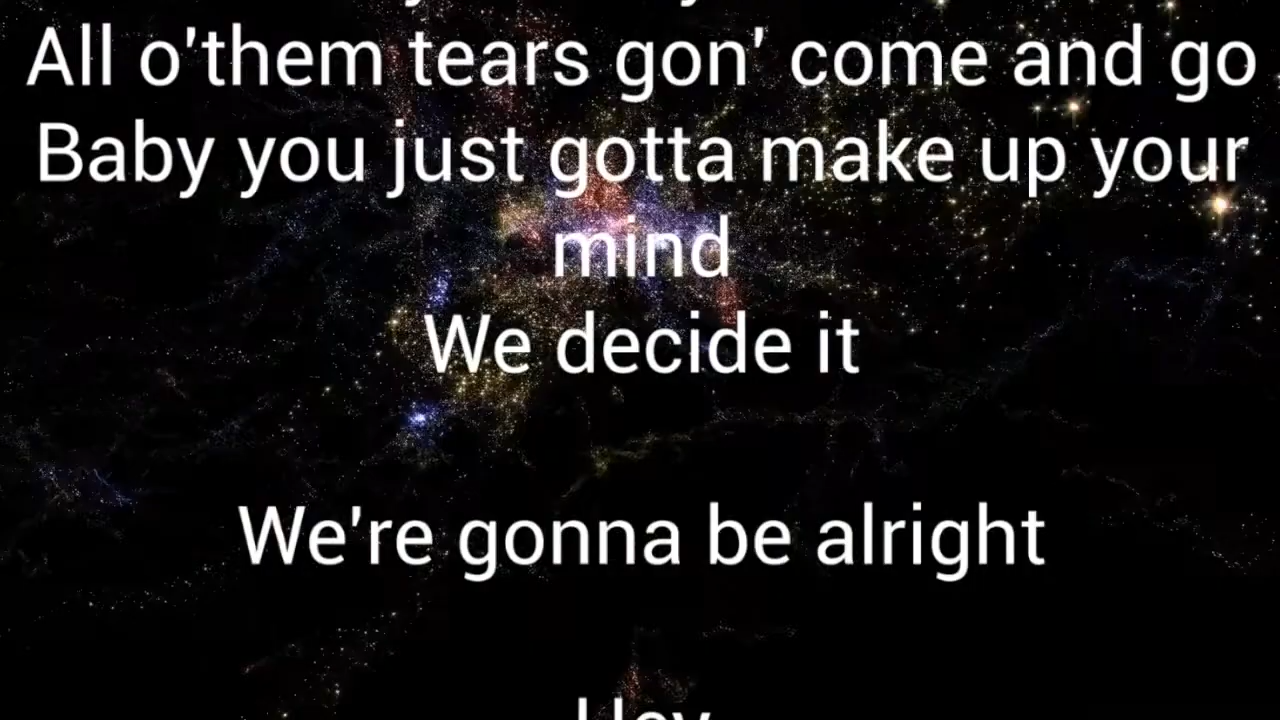 All o'them tears gon' come and go
Baby you just gotta make up your
mind
We decide it
We're gonna be alright
Hey